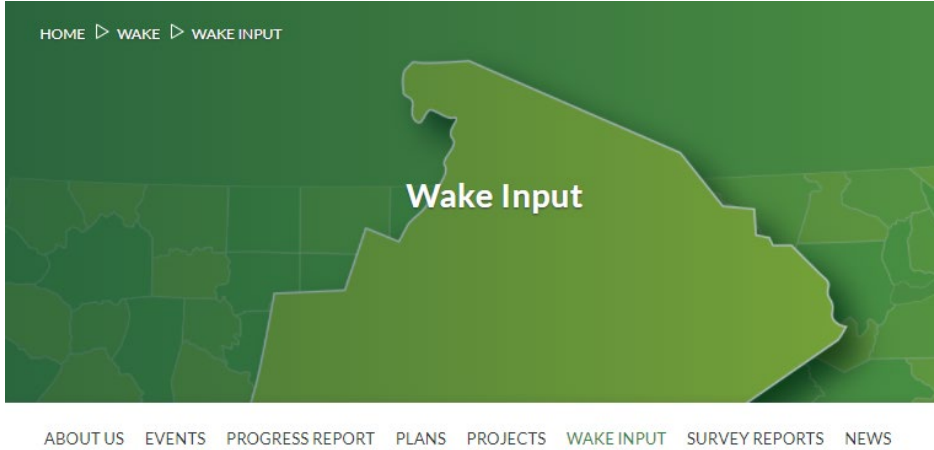 HOME ▷ WAKE ▷ WAKE INPUT
Wake Input
ABOUT US EVENTS PROGRESS REPORT PLANS PROJECTS WAKE INPUT SURVEY REPORTS NEWS